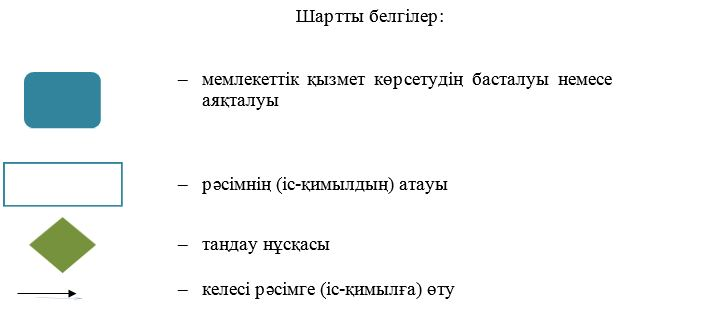 Шартты белгілер:
– мемлекеттік қызмет көрсетудің басталуы немесе
аяқталуы
– рәсімнің (іс-қимылдың) атауы
– таңдау нұсқасы
– келесі рәсімге (іс-қимылға) өту